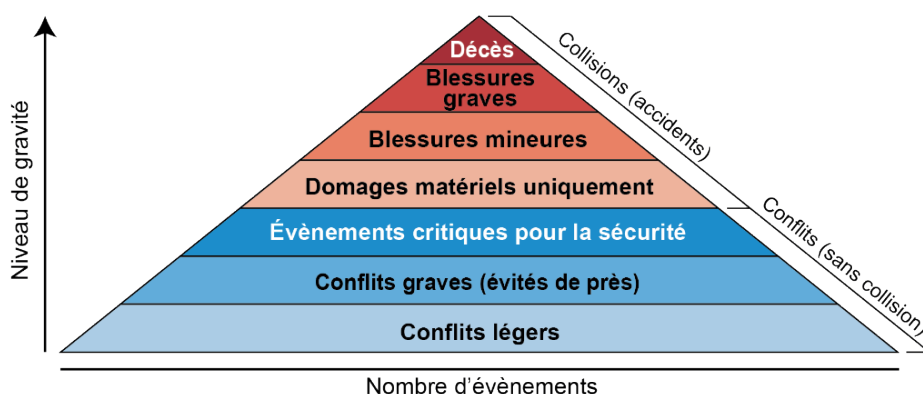 Niveau de gravité
Décès
Blessures
graves
Blessures mineures
Domages matériels uniquement
Évènements critiques pour la sécurité
Conflits graves (évités de près)
Conflits légers
Collisions (accidents)
Conflits (sans collision)
Nombre d’évènements